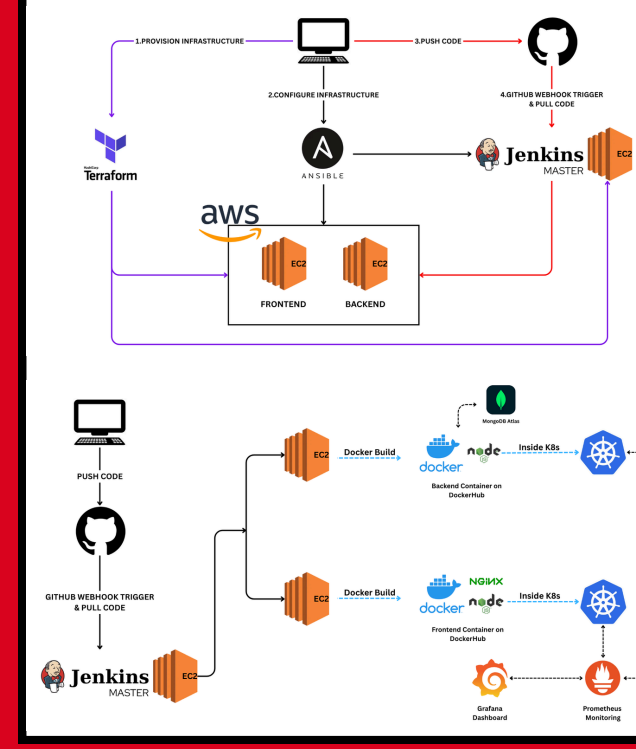 1.PROVISION INFRASTRUCTURE
3.PUSH CODE
2.CONFIGURE INFRASTRUCTURE
4.GITHUB WEBHOOK TRIGGER
& PULL CODE
HashiCorp
Terraform
A
ANSIBLE
Jenkins
MASTER
EC2
aws
EC2
EC2
FRONTEND
BACKEND
MongoDB Atlas
PUSH CODE
EC2
Docker Build
docker
node
Inside K8s
Backend Container on
DockerHub
GITHUB WEBHOOK TRIGGER
& PULL CODE
EC2
Docker Build
NGINX
docker
node
Inside K8s
Frontend Container on
DockerHub
Jenkins
MASTER
EC2
Grafana
Dashboard
Prometheus
Monitoring